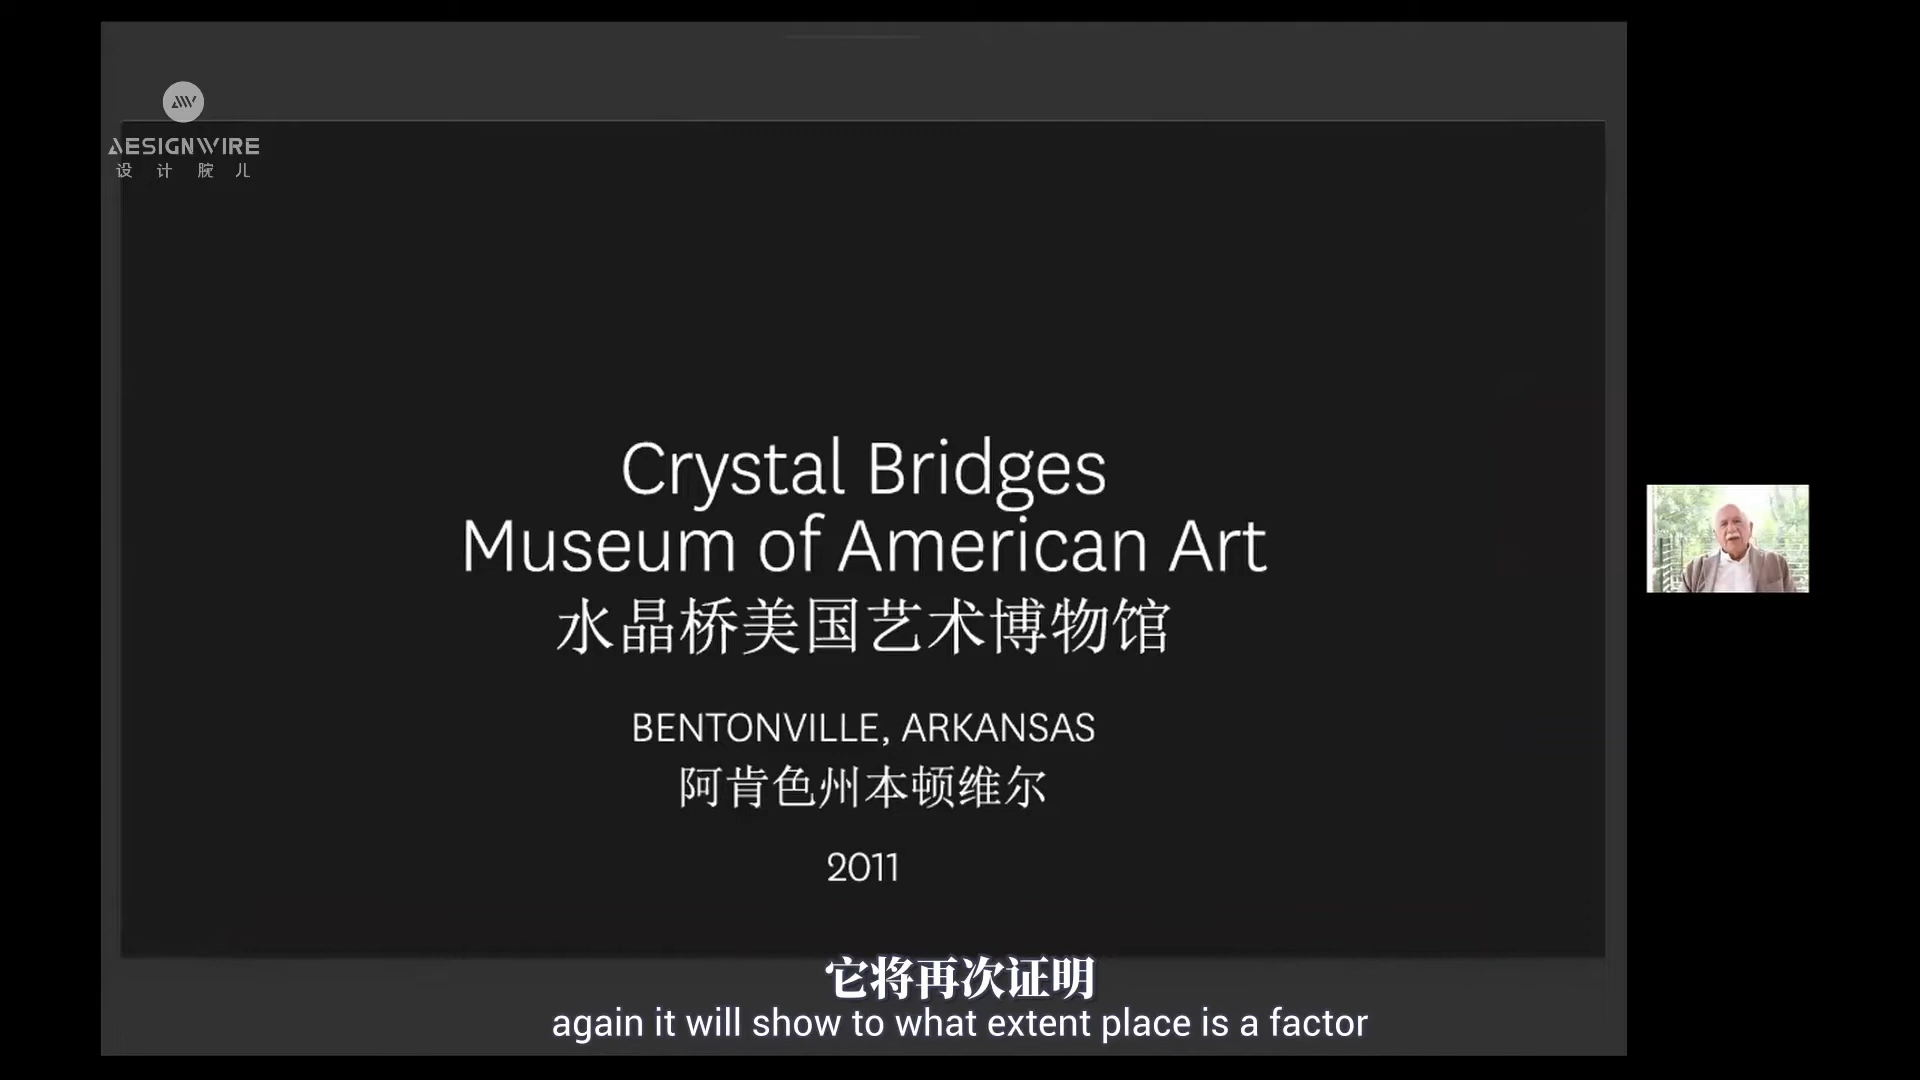 AESIGNWIRE
设计腕儿
Crystal Bridges
Museum of American Art
水晶桥美国艺术博物馆
BENTONVILLE, ARKANSAS
阿肯色州本顿维尔
2011
它将再次证明
again it will show to what extent place is a factor